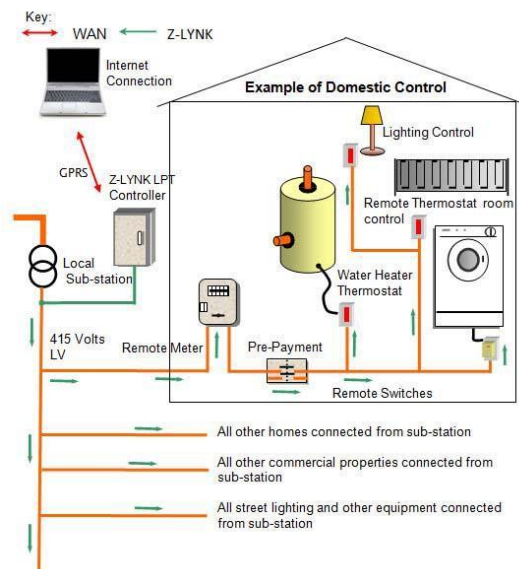 Key:
WAN
Z-LYNK
Internet
Connection
Example of Domestic Control
Lighting Control
GPRS
Z-LYNK LPT
Controller
Remote Thermostat room
control
Local
Sub-station
Water Heater
Thermostat
415 Volts
LV
Remote Meter
Pre-Payment
Remote Switches
All other homes connected from sub-station
All other commercial properties connected from
sub-station
All street lighting and other equipment connected
from sub-station